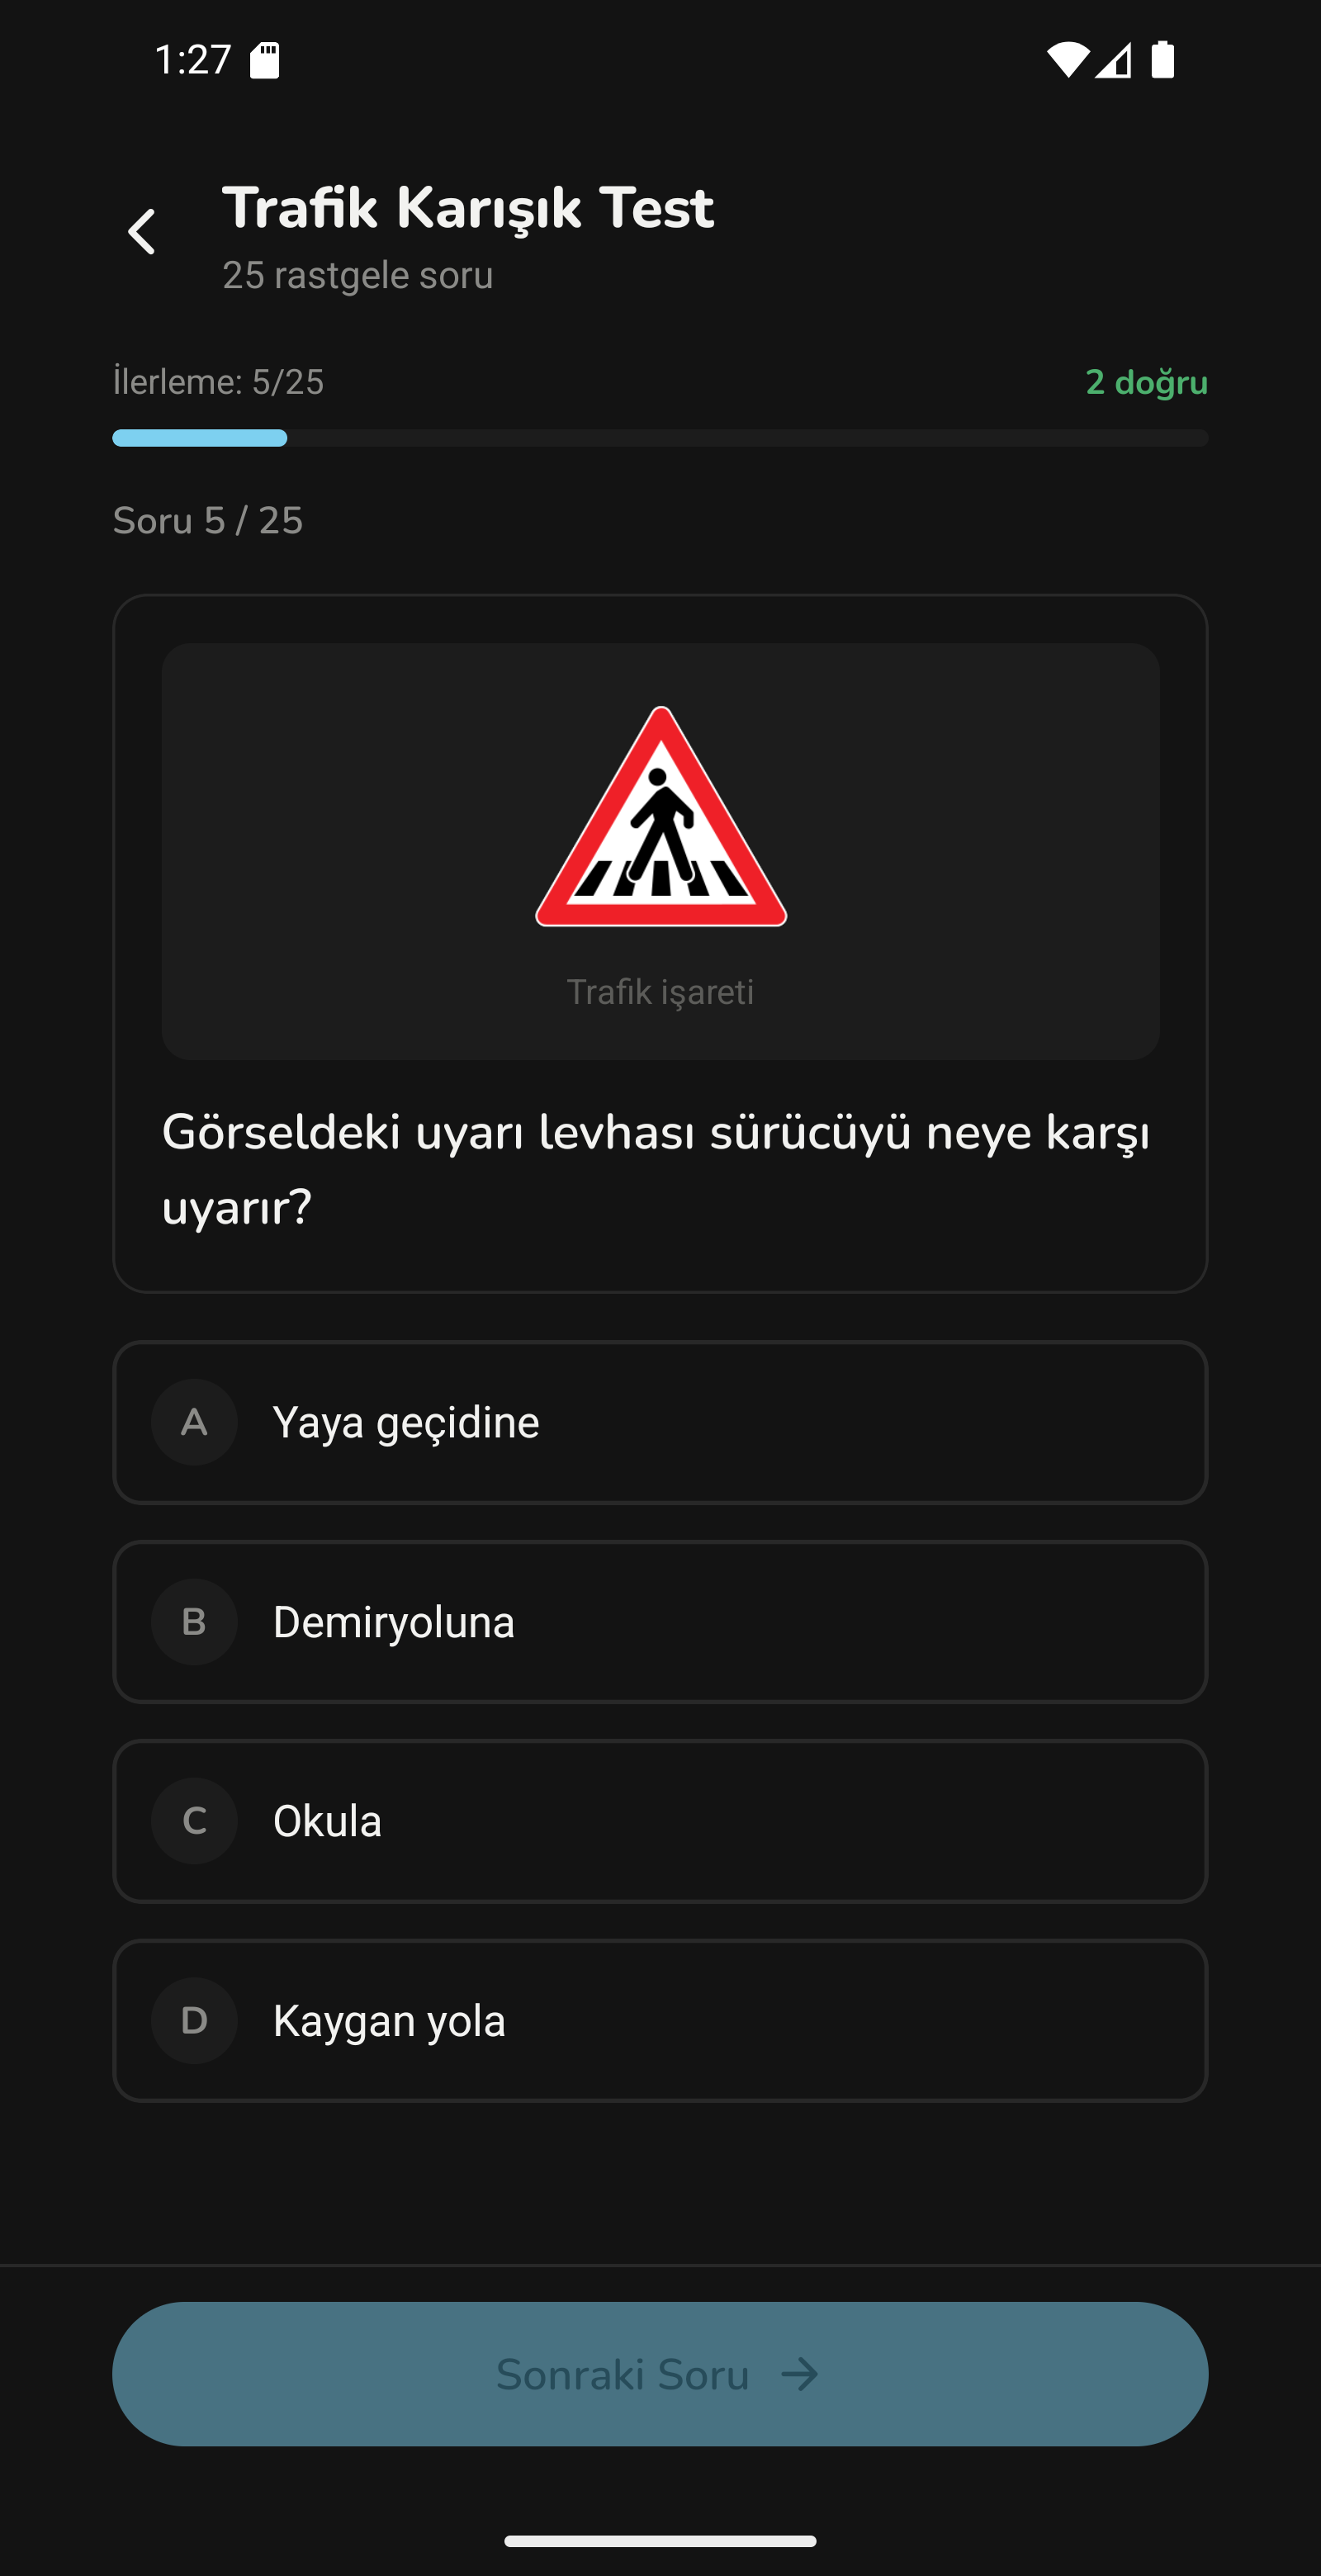 1:27
Trafik Karışık Test
25 rastgele soru
İlerleme: 5/25
2 doğru
Soru 5 / 25
Trafik işareti
Görseldeki uyarı levhası sürücüyü neye karşı
uyarır?
A
Yaya geçidine
B
Demiryoluna
C
Okula
D
Kaygan yola
Sonraki Soru